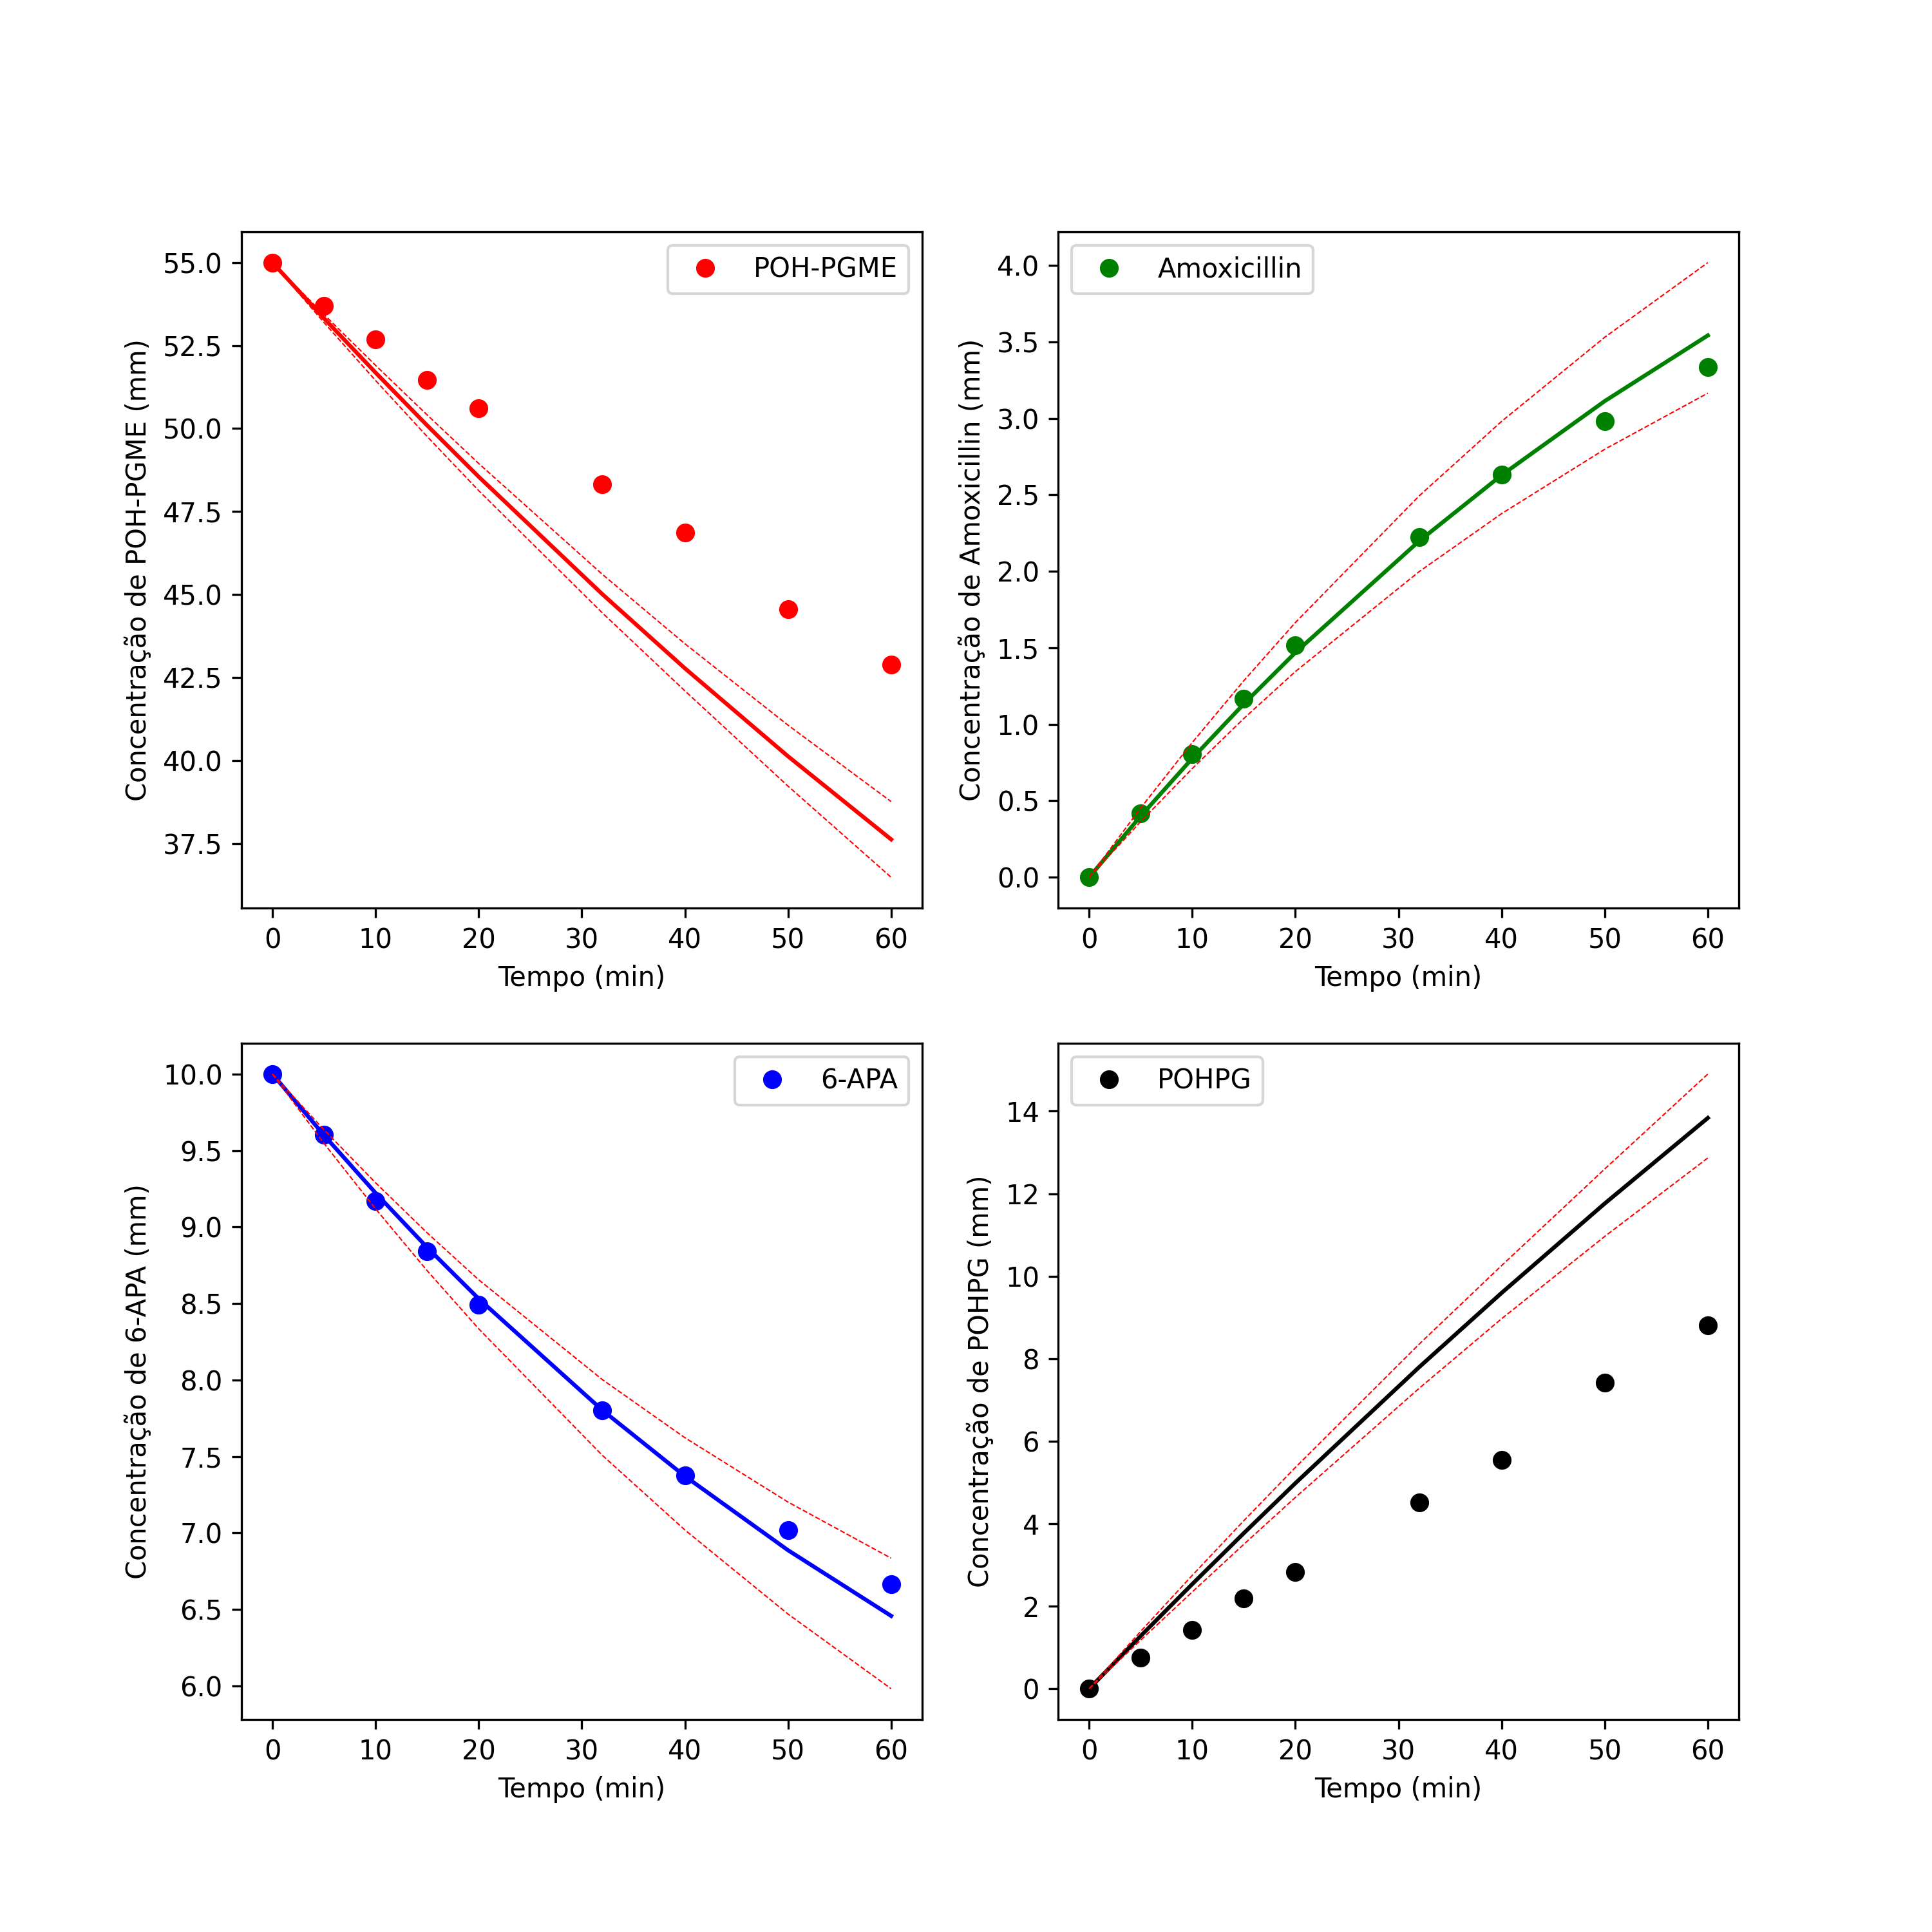 POH-PGME
Concentração de POH-PGME (mm)
55.0
52.5
50.0
47.5
45.0
42.5
40.0
37.5
0 10 20 30 40 50 60
Tempo (min)
Amoxicillin
Concentração de Amoxicillin (mm)
4.0
3.5
3.0
2.5
2.0
1.5
1.0
0.5
0.0
0 10 20 30 40 50 60
Tempo (min)
6-APA
Concentração de 6-APA (mm)
10.0
9.5
9.0
8.5
8.0
7.5
7.0
6.5
6.0
0 10 20 30 40 50 60
Tempo (min)
POHPG
Concentração de POHPG (mm)
14
12
10
8
6
4
2
0
0 10 20 30 40 50 60
Tempo (min)